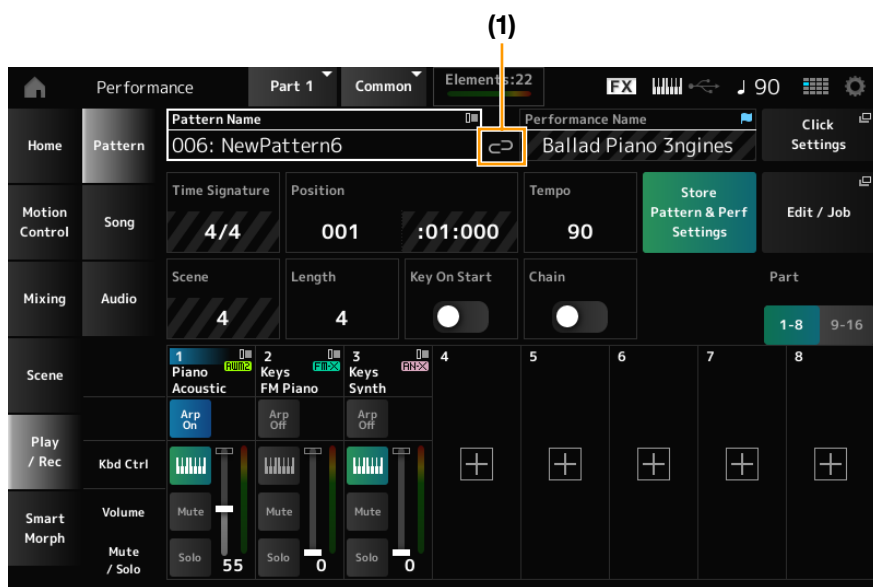 (1)
Performance
Part 1
Common
Elements:22
FX
90
Home
Pattern
Pattern Name
006: NewPattern6
Performance Name
Ballad Piano 3ngines
Click
Settings
Motion
Control
Song
Time Signature
4/4
Position
001
:01:000
Tempo
90
Store
Pattern & Perf
Settings
Edit / Job
Mixing
Audio
Scene
4
Length
4
Key On Start
Chain
Part
1-8
9-16
Scene
1
Piano
AWM2
Acoustic
2
Keys
FM-X
FM Piano
3
Keys
AN-X
Synth
4
5
6
7
8
Arp
On
Arp
Off
Arp
Off
Play
/ Rec
Kbd Ctrl
Smart
Morph
Volume
Mute
Mute
Mute
Mute
/ Solo
Solo
55
Solo
0
Solo
0